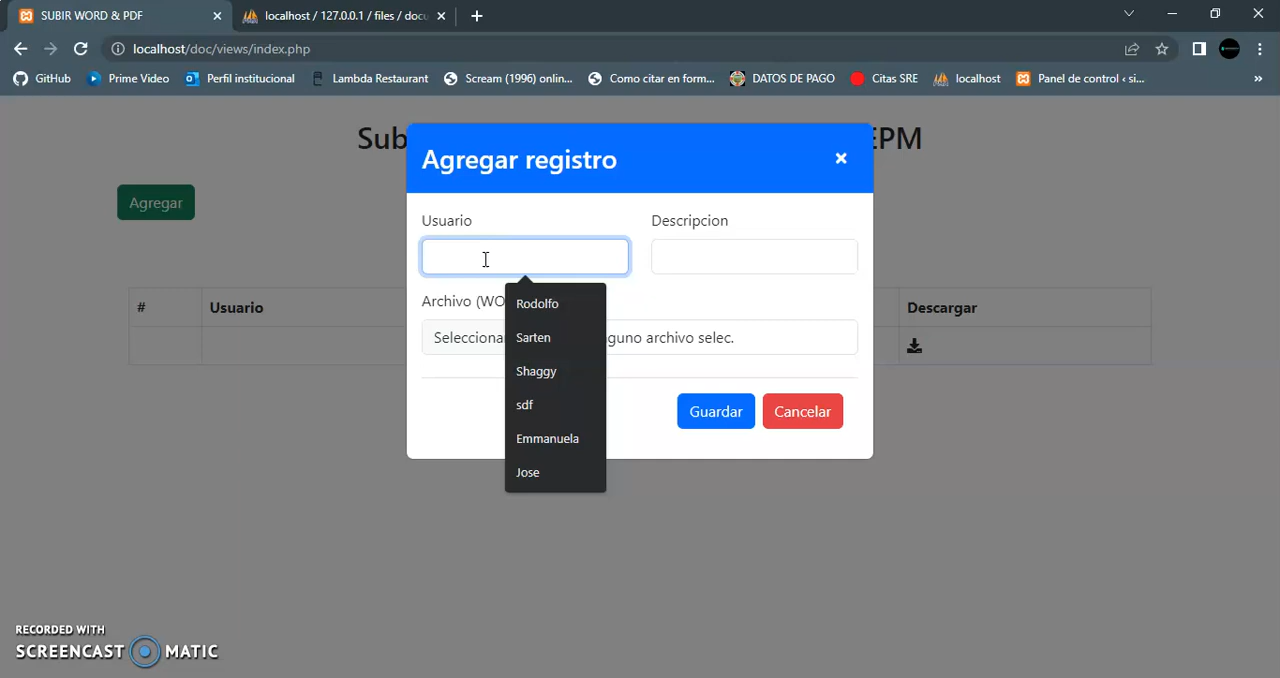 SUBIR WORD & PDF
localhost / 127.0.0.1 / files / docu
localhost/doc/views/index.php
GitHub
Prime Video
Perfil institucional
Lambda Restaurant
Scream (1996) onlin...
Como citar en form...
DATOS DE PAGO
Citas SRE
localhost
Panel de control ‹ si...
»
Sub
EPM
Agregar registro
Agregar
Usuario
Descripcion
Archivo (WO
Rodolfo
Seleccionar
guno archivo selec.
Sarten
Shaggy
sdf
Emmanuela
Jose
Guardar
Cancelar
#
Usuario
Descargar
RECORDED WITH
SCREENCAST MATIC